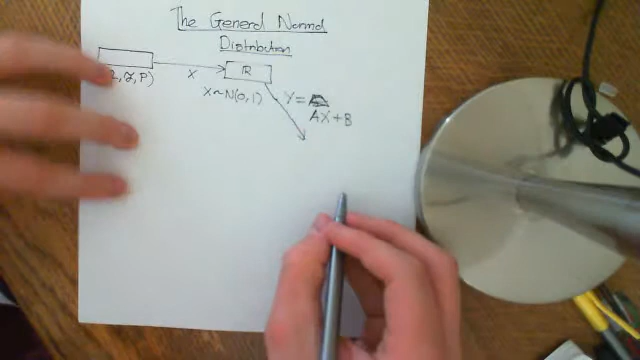 The General Normal
Distribution
X
R
, P)
X~N(0,1)
Y=
AX+B